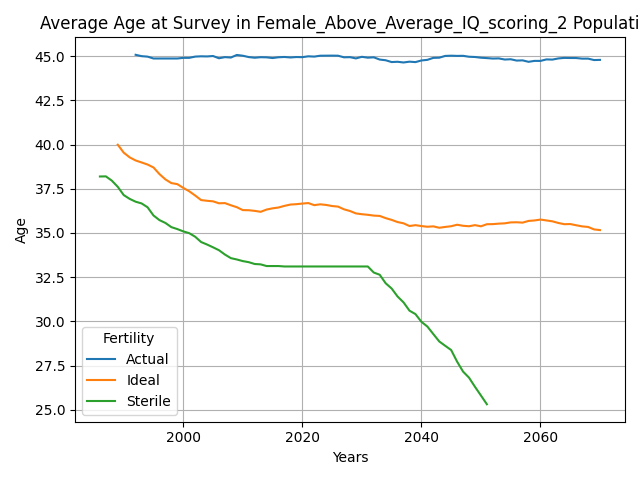 Average Age at Survey in Female_Above_Average_IQ_scoring_2 Populati
45.0
42.5
40.0
37.5
35.0
32.5
30.0
27.5
25.0
Age
Fertility
Actual
Ideal
Sterile
2000 2020 2040 2060
Years